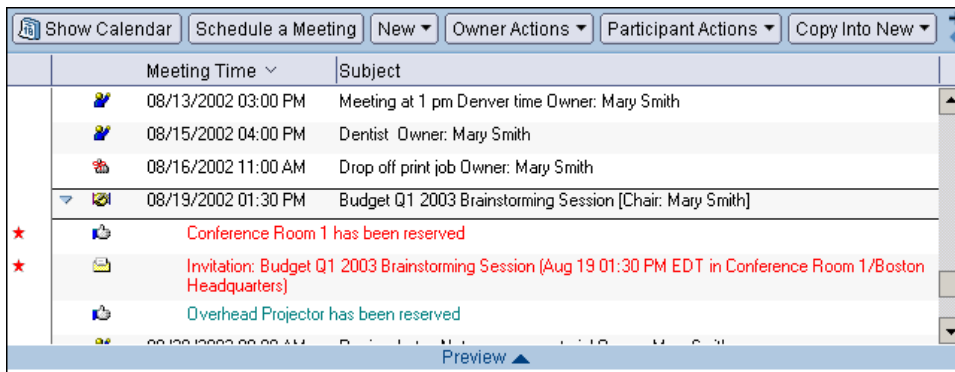 Show Calendar Schedule a Meeting New Owner Actions Participant Actions Copy Into New
Meeting Time Subject
08/13/2002 03:00 PM Meeting at 1 pm Denver time Owner: Mary Smith
08/15/2002 04:00 PM Dentist Owner: Mary Smith
08/16/2002 11:00 AM Drop off print job Owner: Mary Smith
08/19/2002 01:30 PM Budget Q1 2003 Brainstorming Session [Chair: Mary Smith]
Conference Room 1 has been reserved
Invitation: Budget Q1 2003 Brainstorming Session (Aug 19 01:30 PM EDT in Conference Room 1/Boston
Headquarters)
Overhead Projector has been reserved
Preview